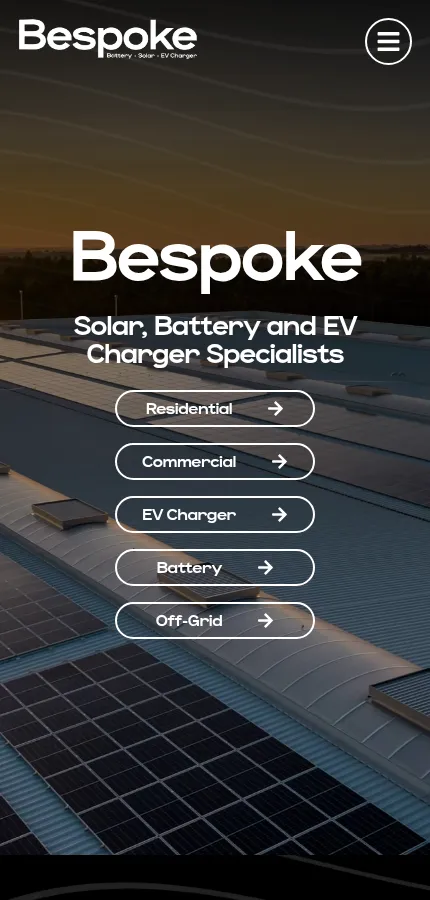 Bespoke
Battery • Solar • EV Charger
Bespoke
Solar, Battery and EV
Charger Specialists
Residential
Commercial
EV Charger
Battery
Off-Grid